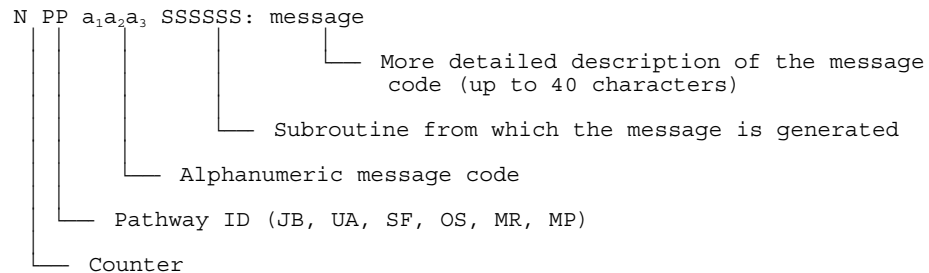 N PP a₁a₂a₃ SSSSSS: message
More detailed description of the message
code (up to 40 characters)
Subroutine from which the message is generated
Alphanumeric message code
Pathway ID (JB, UA, SF, OS, MR, MP)
Counter